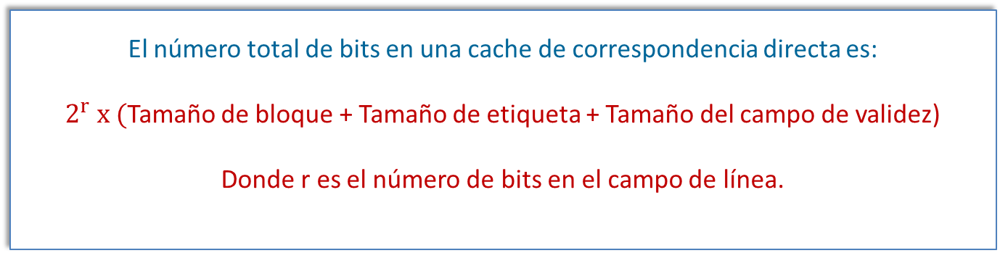 El número total de bits en una cache de correspondencia directa es:
2^r x (Tamaño de bloque + Tamaño de etiqueta + Tamaño del campo de validez)
Donde r es el número de bits en el campo de línea.